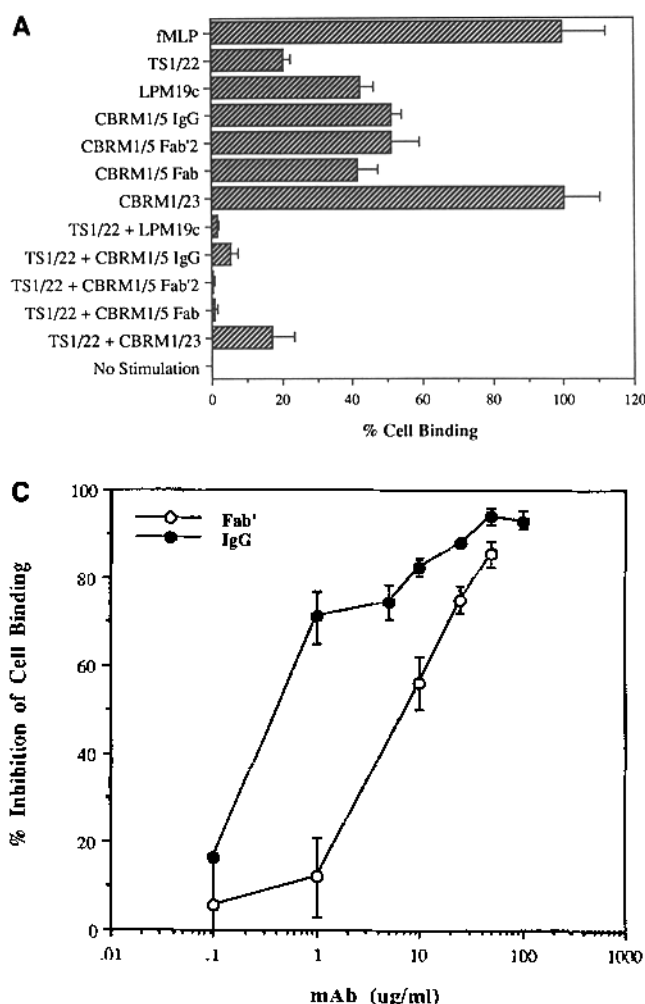 A
fMLP
TS1/22
LPM19c
CBRM1/5 IgG
CBRM1/5 Fab'2
CBRM1/5 Fab
CBRM1/23
TS1/22 + LPM19c
TS1/22 + CBRM1/5 IgG
TS1/22 + CBRM1/5 Fab'2
TS1/22 + CBRM1/5 Fab
TS1/22 + CBRM1/23
No Stimulation
0 20 40 60 80 100 120
% Cell Binding
C
Fab'
IgG
% Inhibition of Cell Binding
100
80
60
40
20
0
.01 .1 1 10 100 1000
mAb (ug/ml)